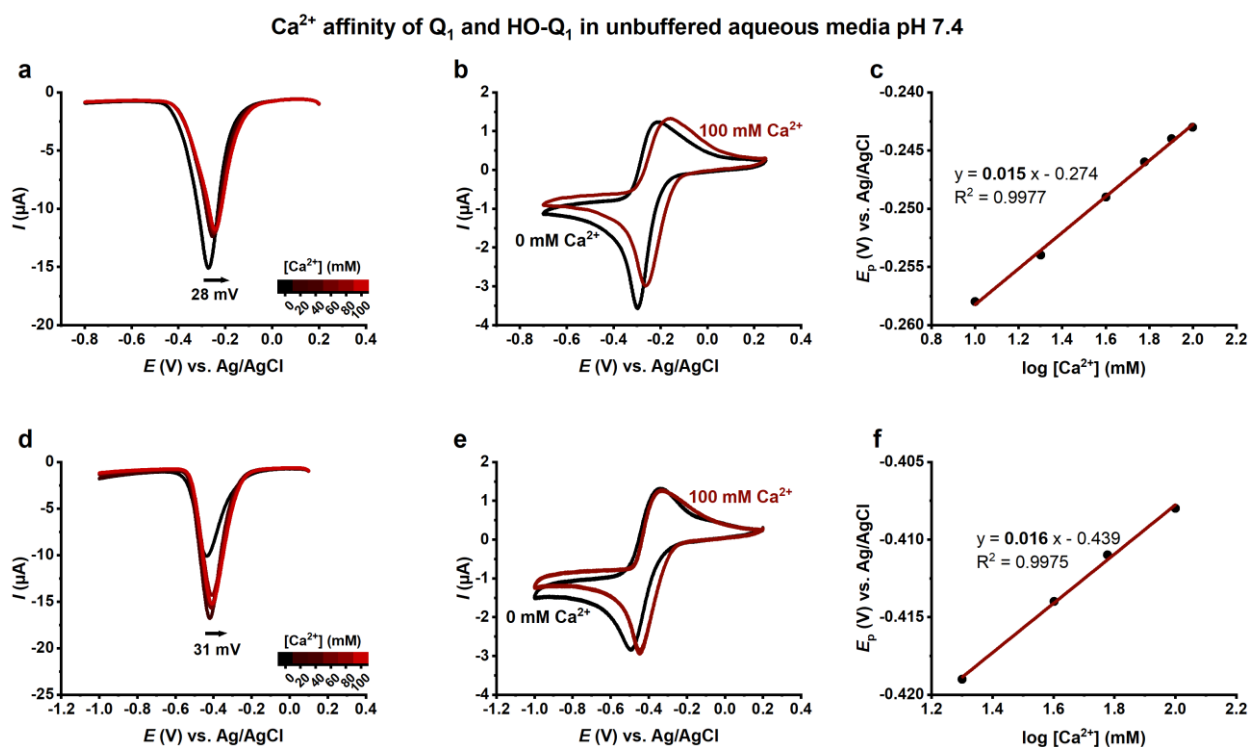 Ca²⁺ affinity of Q₁ and HO-Q₁ in unbuffered aqueous media pH 7.4
a
0
-5
-10
-15
-20
I (µA)
[Ca²⁺] (mM)
28 mV
0 20 40 60 80 100
-0.8 -0.6 -0.4 -0.2 0.0 0.2 0.4
E (V) vs. Ag/AgCl
b
2
1
0
-1
-2
-3
-4
I (µA)
100 mM Ca²⁺
0 mM Ca²⁺
-0.8 -0.6 -0.4 -0.2 0.0 0.2 0.4
E (V) vs. Ag/AgCl
c
-0.240
-0.245
-0.250
-0.255
-0.260
Eₚ (V) vs. Ag/AgCl
y = 0.015 x - 0.274
R² = 0.9977
0.8 1.0 1.2 1.4 1.6 1.8 2.0 2.2
log [Ca²⁺] (mM)
d
0
-5
-10
-15
-20
-25
I (µA)
[Ca²⁺] (mM)
31 mV
0 20 40 60 80 100
-1.2 -1.0 -0.8 -0.6 -0.4 -0.2 0.0 0.2 0.4
E (V) vs. Ag/AgCl
e
2
1
0
-1
-2
-3
-4
I (µA)
100 mM Ca²⁺
0 mM Ca²⁺
-1.2 -1.0 -0.8 -0.6 -0.4 -0.2 0.0 0.2 0.4
E (V) vs. Ag/AgCl
f
-0.405
-0.410
-0.415
-0.420
Eₚ (V) vs. Ag/AgCl
y = 0.016 x - 0.439
R² = 0.9975
1.2 1.4 1.6 1.8 2.0 2.2
log [Ca²⁺] (mM)